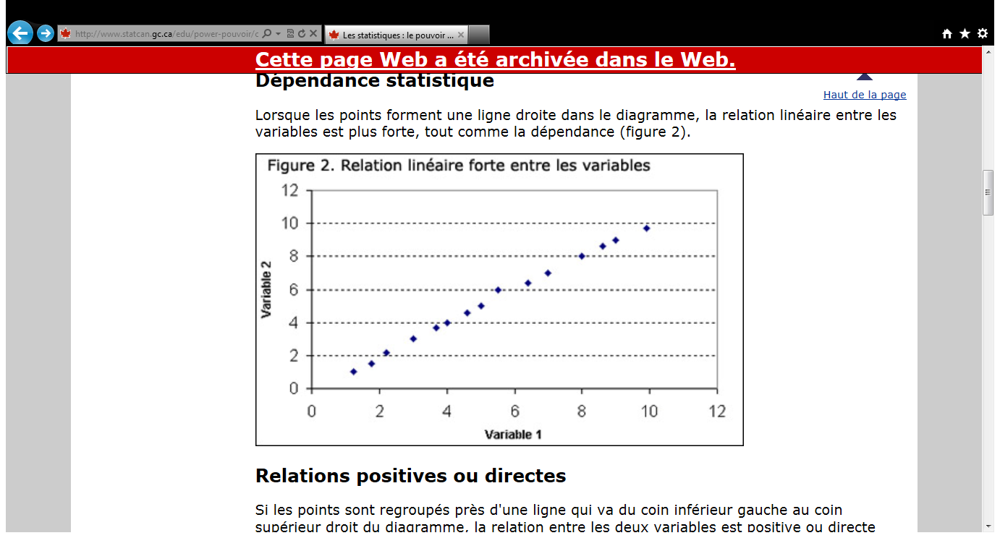 http://www.statcan.gc.ca/edu/power-pouvoir/c
Les statistiques : le pouvoir ...
Cette page Web a été archivée dans le Web.
Dépendance statistique
Haut de la page
Lorsque les points forment une ligne droite dans le diagramme, la relation linéaire entre les
variables est plus forte, tout comme la dépendance (figure 2).
Figure 2. Relation linéaire forte entre les variables
12
10
8
6
4
2
0
Variable 2
0 2 4 6 8 10 12
Variable 1
Relations positives ou directes
Si les points sont regroupés près d'une ligne qui va du coin inférieur gauche au coin
supérieur droit du diagramme, la relation entre les deux variables est positive ou directe